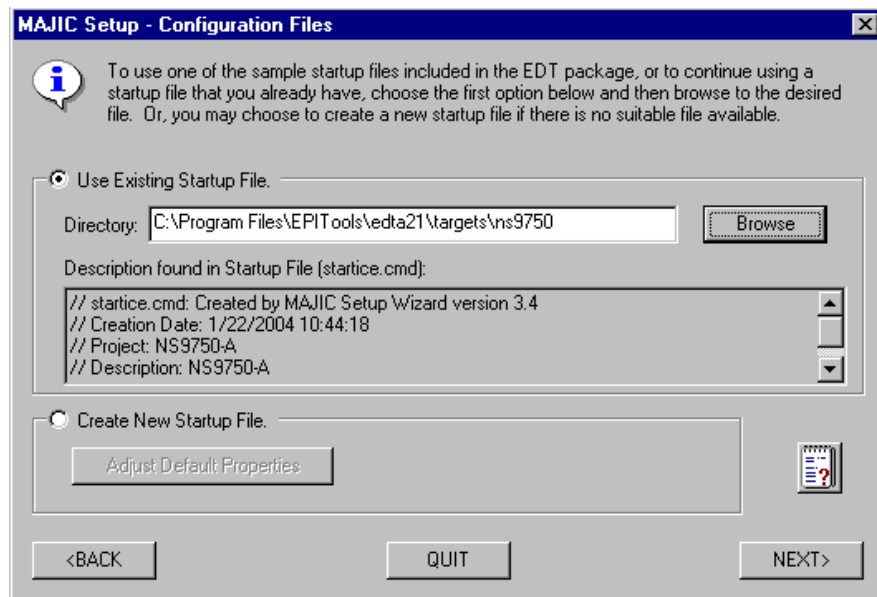 MAJIC Setup - Configuration Files
To use one of the sample startup files included in the EDT package, or to continue using a
startup file that you already have, choose the first option below and then browse to the desired
file. Or, you may choose to create a new startup file if there is no suitable file available.
Use Existing Startup File.
Directory: C:\Program Files\EPITools\edta21\targets\ns9750 Browse
Description found in Startup File (startice.cmd):
// startice.cmd: Created by MAJIC Setup Wizard version 3.4
// Creation Date: 1/22/2004 10:44:18
// Project: NS9750-A
// Description: NS9750-A
Create New Startup File.
Adjust Default Properties
<BACK QUIT NEXT>